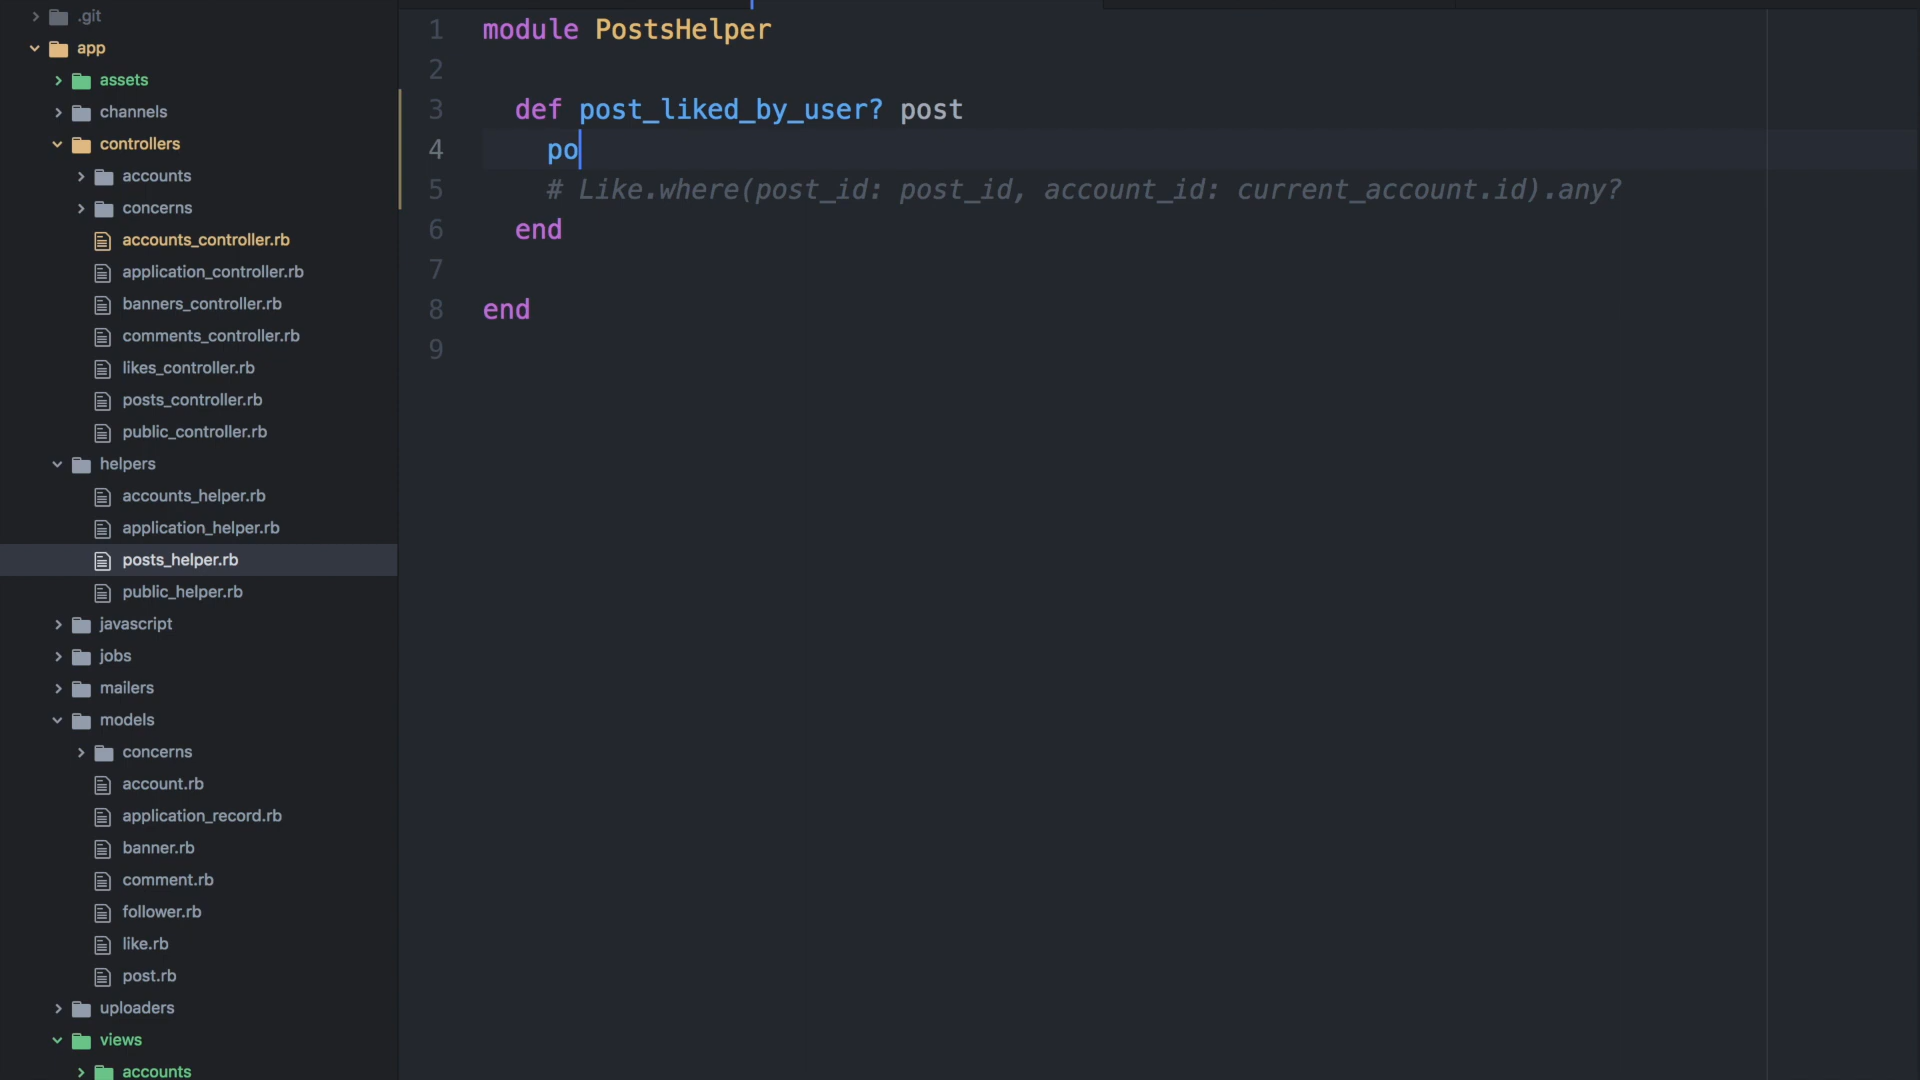 .git
app
assets
channels
controllers
accounts
concerns
accounts_controller.rb
application_controller.rb
banners_controller.rb
comments_controller.rb
likes_controller.rb
posts_controller.rb
public_controller.rb
helpers
accounts_helper.rb
application_helper.rb
posts_helper.rb
public_helper.rb
javascript
jobs
mailers
models
concerns
account.rb
application_record.rb
banner.rb
comment.rb
follower.rb
like.rb
post.rb
uploaders
views
accounts
1 module PostsHelper
2
3 def post_liked_by_user? post
4 po
5 # Like.where(post_id: post_id, account_id: current_account.id).any?
6 end
7
8 end
9